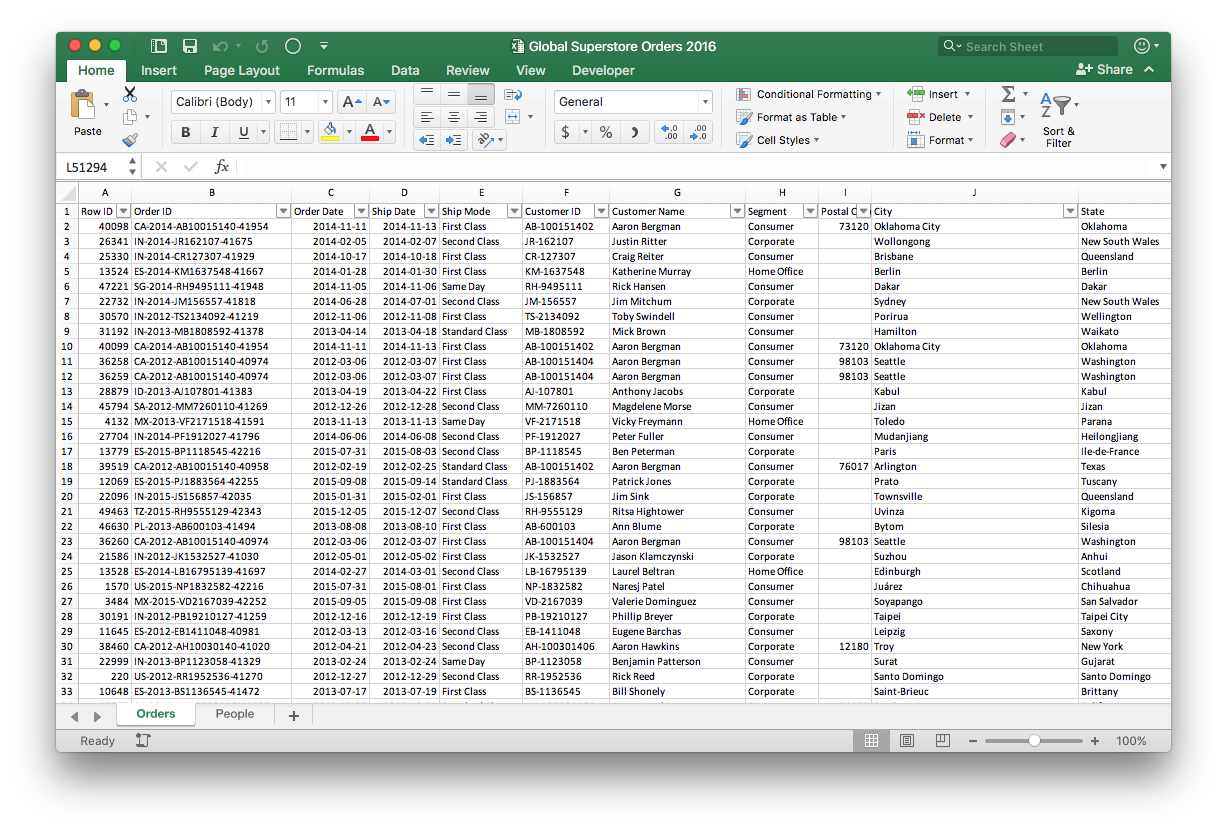 Global Superstore Orders 2016
Search Sheet
Home Insert Page Layout Formulas Data Review View Developer
Share
Paste
Calibri (Body) 11 A A
B I U A
General
$ % ) .0 .00 .00 .0
Conditional Formatting
Format as Table
Cell Styles
Insert
Delete
Format
Σ A Z
Sort &
Filter
L51294 fx
A B C D E F G H I J
1 Row ID Order ID Order Date Ship Date Ship Mode Customer ID Customer Name Segment Postal C City State
2 40098 CA-2014-AB10015140-41954 2014-11-11 2014-11-13 First Class AB-100151402 Aaron Bergman Consumer 73120 Oklahoma City Oklahoma
3 26341 IN-2014-JR162107-41675 2014-02-05 2014-02-07 Second Class JR-162107 Justin Ritter Corporate Wollongong New South Wales
4 25330 IN-2014-CR127307-41929 2014-10-17 2014-10-18 First Class CR-127307 Craig Reiter Consumer Brisbane Queensland
5 13524 ES-2014-KM1637548-41667 2014-01-28 2014-01-30 First Class KM-1637548 Katherine Murray Home Office Berlin Berlin
6 47221 SG-2014-RH9495111-41948 2014-11-05 2014-11-06 Same Day RH-9495111 Rick Hansen Consumer Dakar Dakar
7 22732 IN-2014-JM156557-41818 2014-06-28 2014-07-01 Second Class JM-156557 Jim Mitchum Corporate Sydney New South Wales
8 30570 IN-2012-TS2134092-41219 2012-11-06 2012-11-08 First Class TS-2134092 Toby Swindell Consumer Porirua Wellington
9 31192 IN-2013-MB1808592-41378 2013-04-14 2013-04-18 Standard Class MB-1808592 Mick Brown Consumer Hamilton Waikato
10 40099 CA-2014-AB10015140-41954 2014-11-11 2014-11-13 First Class AB-100151402 Aaron Bergman Consumer 73120 Oklahoma City Oklahoma
11 36258 CA-2012-AB10015140-40974 2012-03-06 2012-03-07 First Class AB-100151404 Aaron Bergman Consumer 98103 Seattle Washington
12 36259 CA-2012-AB10015140-40974 2012-03-06 2012-03-07 First Class AB-100151404 Aaron Bergman Consumer 98103 Seattle Washington
13 28879 ID-2013-AJ107801-41383 2013-04-19 2013-04-22 First Class AJ-107801 Anthony Jacobs Corporate Kabul Kabul
14 45794 SA-2012-MM7260110-41269 2012-12-26 2012-12-28 Second Class MM-7260110 Magdelene Morse Consumer Jizan Jizan
15 4132 MX-2013-VF2171518-41591 2013-11-13 2013-11-13 Same Day VF-2171518 Vicky Freymann Home Office Toledo Parana
16 27704 IN-2014-PF1912027-41796 2014-06-06 2014-06-08 Second Class PF-1912027 Peter Fuller Consumer Mudanjiang Heilongjiang
17 13779 ES-2015-BP1118545-42216 2015-07-31 2015-08-03 Second Class BP-1118545 Ben Peterman Corporate Paris Ile-de-France
18 39519 CA-2012-AB10015140-40958 2012-02-19 2012-02-25 Standard Class AB-100151402 Aaron Bergman Consumer 76017 Arlington Texas
19 12069 ES-2015-PJ1883564-42255 2015-09-08 2015-09-14 Standard Class PJ-1883564 Patrick Jones Corporate Prato Tuscany
20 22096 IN-2015-JS156857-42035 2015-01-31 2015-02-01 First Class JS-156857 Jim Sink Corporate Townsville Queensland
21 49463 TZ-2015-RH9555129-42343 2015-12-05 2015-12-07 Second Class RH-9555129 Ritsa Hightower Consumer Uvinza Kigoma
22 46630 PL-2013-AB600103-41494 2013-08-08 2013-08-10 First Class AB-600103 Ann Blume Corporate Bytom Silesia
23 36260 CA-2012-AB10015140-40974 2012-03-06 2012-03-07 First Class AB-100151404 Aaron Bergman Consumer 98103 Seattle Washington
24 21586 IN-2012-JK1532527-41030 2012-05-01 2012-05-02 First Class JK-1532527 Jason Klamczynski Corporate Suzhou Anhui
25 13528 ES-2014-LB16795139-41697 2014-02-27 2014-03-01 Second Class LB-16795139 Laurel Beltran Home Office Edinburgh Scotland
26 1570 US-2015-NP1832582-42216 2015-07-31 2015-08-01 First Class NP-1832582 Naresj Patel Consumer Juárez Chihuahua
27 3484 MX-2015-VD2167039-42252 2015-09-05 2015-09-08 First Class VD-2167039 Valerie Dominguez Consumer Soyapango San Salvador
28 30191 IN-2012-PB19210127-41259 2012-12-16 2012-12-19 First Class PB-19210127 Phillip Breyer Corporate Taipei Taipei City
29 11645 ES-2012-EB1411048-40981 2012-03-13 2012-03-16 Second Class EB-1411048 Eugene Barchas Consumer Leipzig Saxony
30 38460 CA-2012-AH10030140-41020 2012-04-21 2012-04-23 Second Class AH-100301406 Aaron Hawkins Corporate 12180 Troy New York
31 22999 IN-2013-BP1123058-41329 2013-02-24 2013-02-24 Same Day BP-1123058 Benjamin Patterson Consumer Surat Gujarat
32 220 US-2012-RR1952536-41270 2012-12-27 2012-12-29 Second Class RR-1952536 Rick Reed Corporate Santo Domingo Santo Domingo
33 10648 ES-2013-BS1136545-41472 2013-07-17 2013-07-19 First Class BS-1136545 Bill Shonely Corporate Saint-Brieuc Brittany
Orders People +
Ready 100%